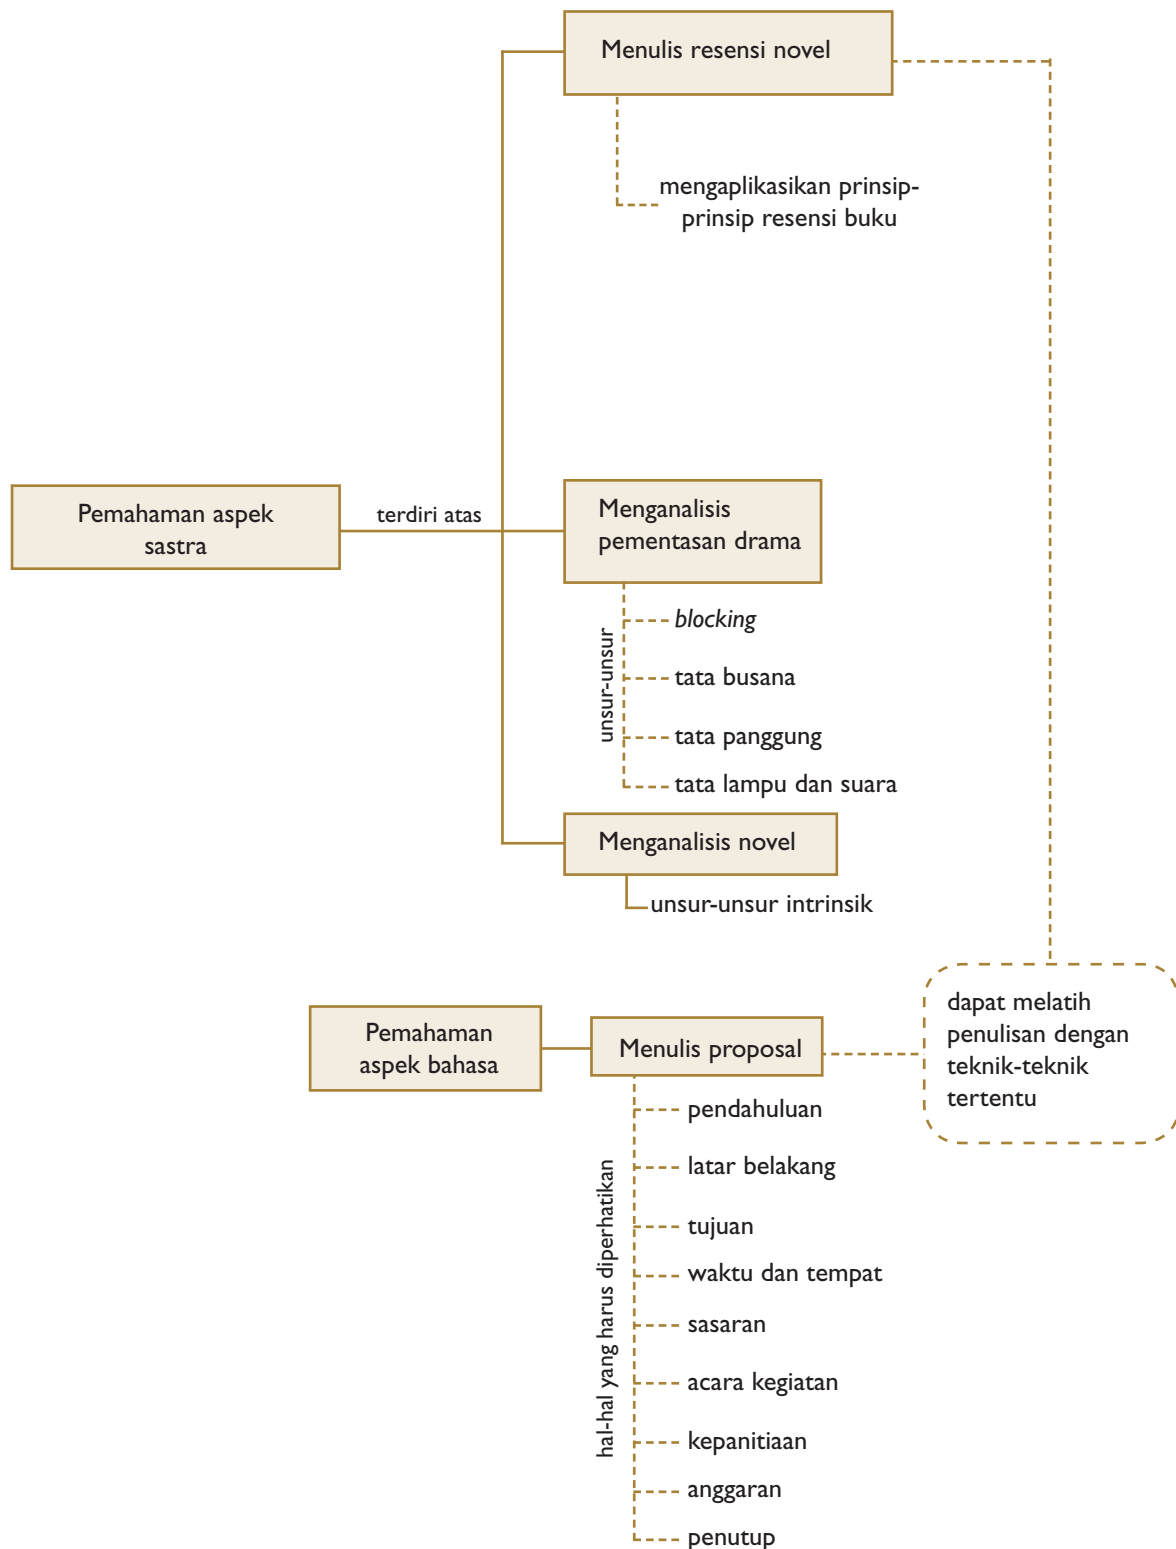 Menulis resensi novel
mengaplikasikan prinsip-
prinsip resensi buku
Pemahaman aspek
sastra
terdiri atas
Menganalisis
pementasan drama
unsur-unsur
blocking
tata busana
tata panggung
tata lampu dan suara
Menganalisis novel
unsur-unsur intrinsik
Pemahaman
aspek bahasa
Menulis proposal
dapat melatih
penulisan dengan
teknik-teknik
tertentu
hal-hal yang harus diperhatikan
pendahuluan
latar belakang
tujuan
waktu dan tempat
sasaran
acara kegiatan
kepanitiaan
anggaran
penutup